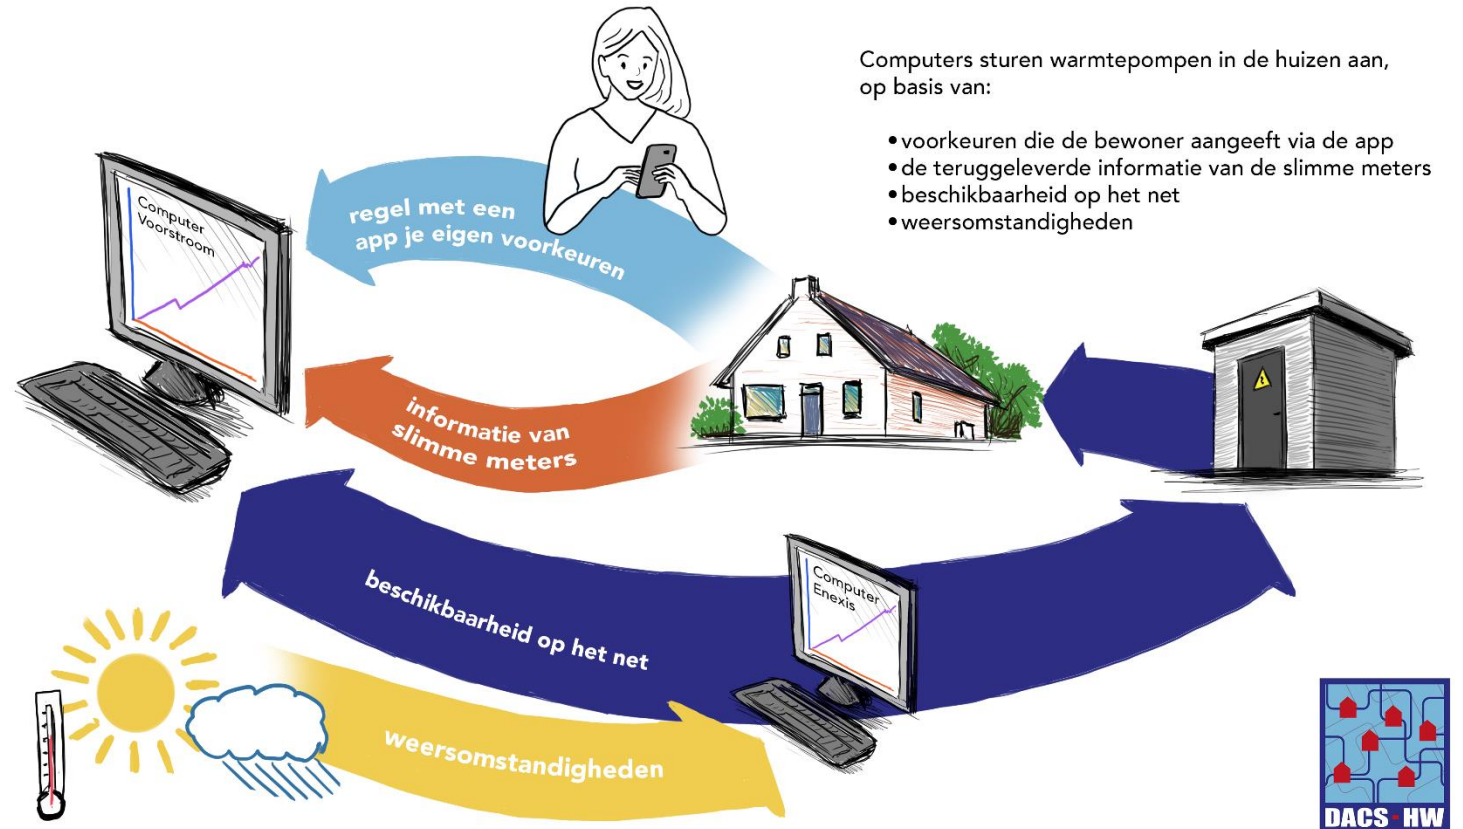 Computers sturen warmtepompen in de huizen aan,
op basis van:
• voorkeuren die de bewoner aangeeft via de app
• de teruggeleverde informatie van de slimme meters
• beschikbaarheid op het net
• weersomstandigheden
Computer
Voorstroom
regel met een
app je eigen voorkeuren
informatie van
slimme meters
beschikbaarheid op het net
Computer
Enexis
weersomstandigheden
DACS-HW